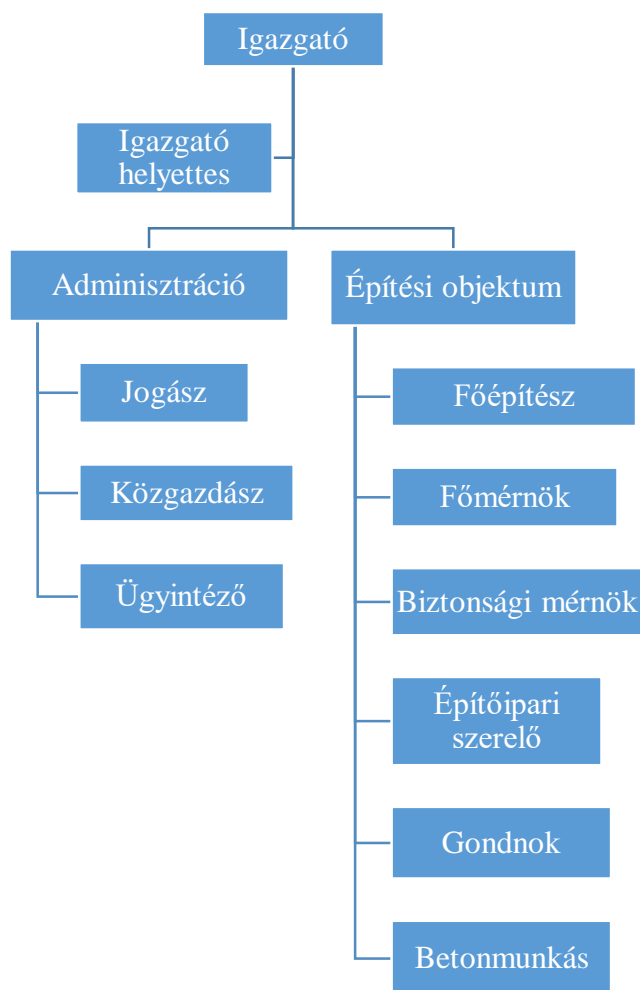 Igazgató
Igazgató
helyettes
Adminisztráció
Jogász
Közgazdász
Ügyintéző
Építési objektum
Főépítész
Főmérnök
Biztonsági mérnök
Építőipari
szerelő
Gondnok
Betonmunkás